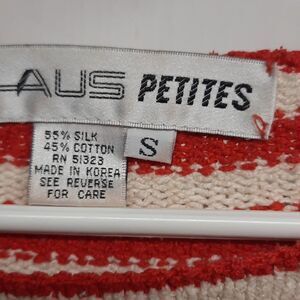 AUS PETITES
55% SILK
45% COTTON
RN 51323
MADE IN KOREA
SEE REVERSE
FOR CARE
S